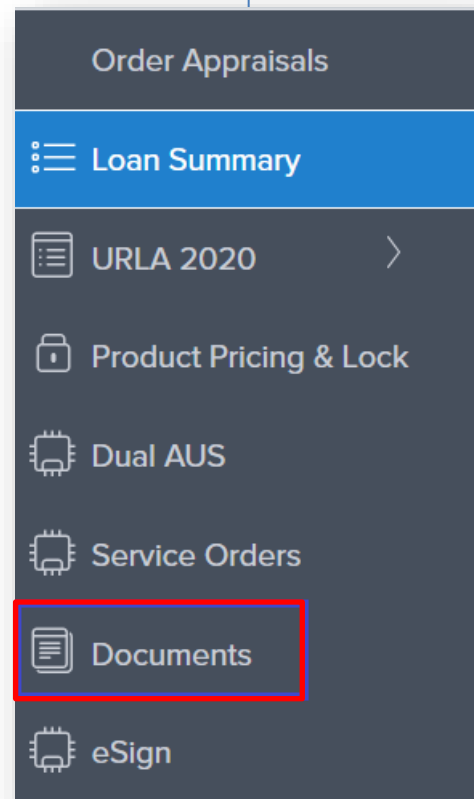 Order Appraisals
Loan Summary
URLA 2020
Product Pricing & Lock
Dual AUS
Service Orders
Documents
eSign